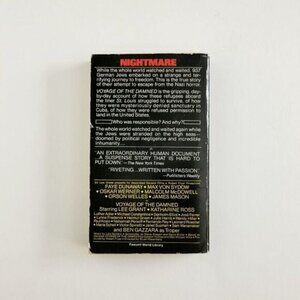 NIGHTMARE
While the whole world watched and waited, 937
German Jews embarked on a strange and ter-
rifying journey to freedom. This is the true story
of their attempt to escape from the Nazi horror.
VOYAGE OF THE DAMNED is the gripping, day-
by-day account of how these refugees aboard
the liner St. Louis struggled to survive, of how
they were mysteriously denied sanctuary in
Cuba, of how they were refused permission to
land in the United States.
Who was responsible? And why?
The whole world watched and waited again while
the Jews were stranded on the high seas—
doomed by political negligence and incredible
inhumanity...
"AN EXTRAORDINARY HUMAN DOCUMENT,
A SUSPENSE STORY THAT IS HARD TO
PUT DOWN." —The New York Times
"RIVETING...WRITTEN WITH PASSION"
—Publishers Weekly
FAYE DUNAWAY • MAX VON SYDOW
• OSKAR WERNER • MALCOLM McDOWELL
ORSON WELLES • JAMES MASON
VOYAGE OF THE DAMNED
Starring LEE GRANT • KATHARINE ROSS
and BEN GAZZARA as Troper
Fawcett World Library